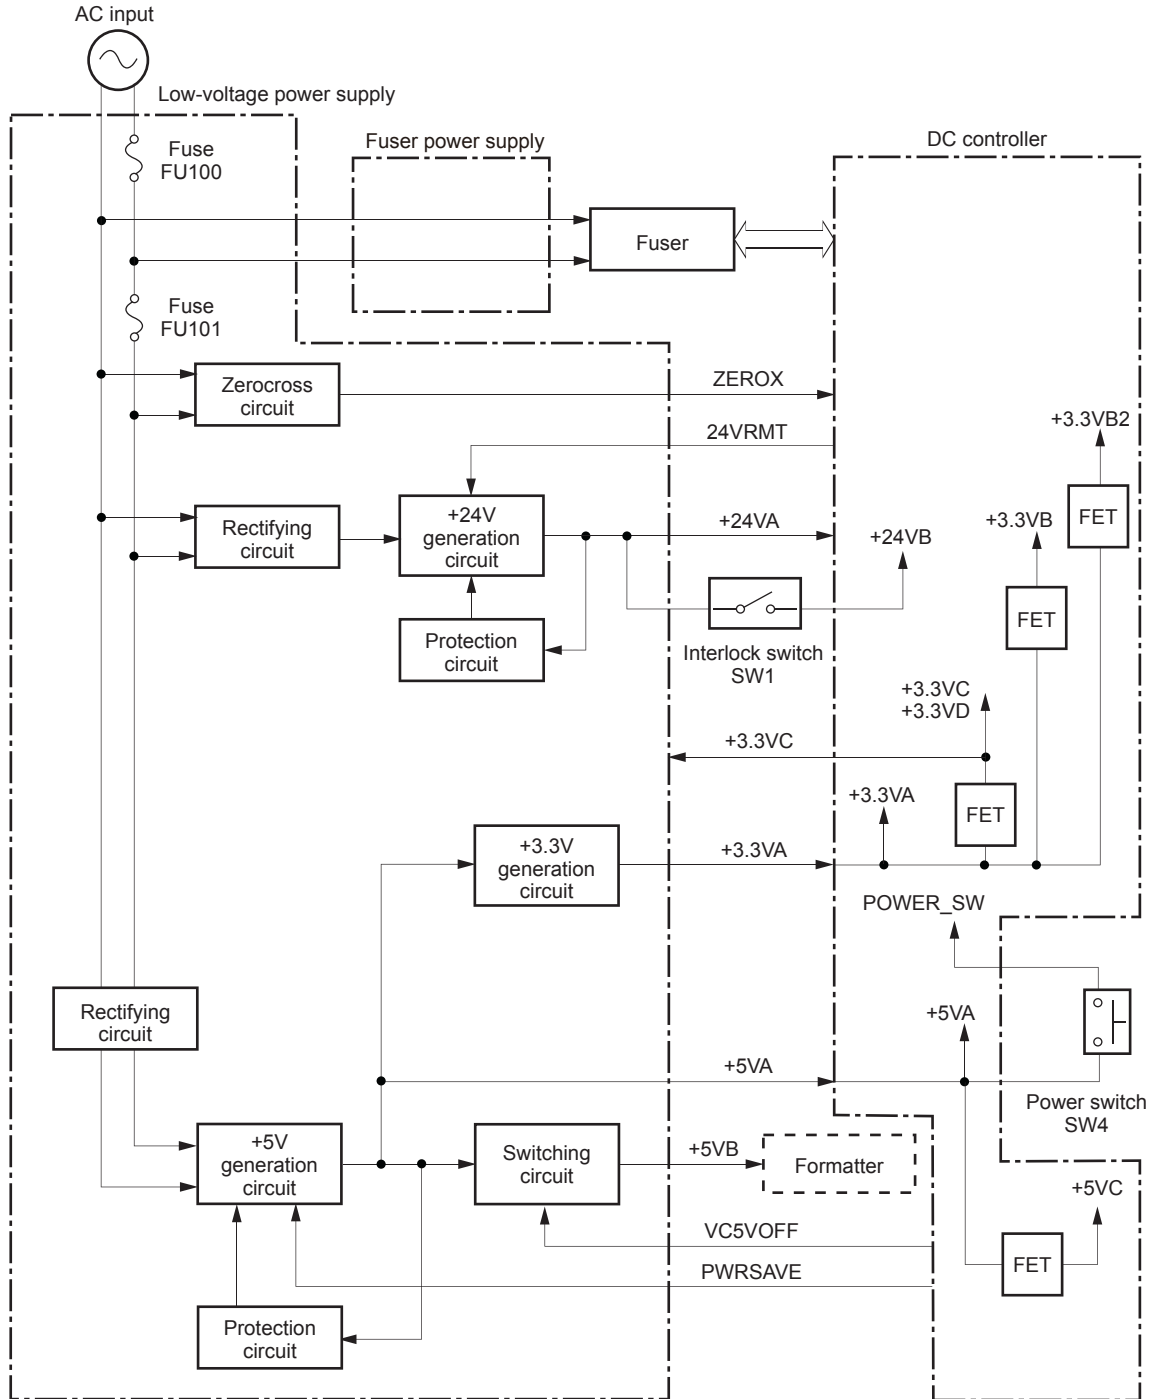 AC input
Low-voltage power supply
Fuse
FU100
Fuser power supply
DC controller
Fuser
Fuse
FU101
Zerocross
circuit
ZEROX
24VRMT
+3.3VB2
FET
Rectifying
circuit
+24V
generation
circuit
+24VA
+24VB
+3.3VB
FET
Protection
circuit
Interlock switch
SW1
+3.3VC
+3.3VD
+3.3VC
FET
+3.3VA
+3.3V
generation
circuit
+3.3VA
POWER_SW
Rectifying
circuit
+5VA
+5VA
Power switch
SW4
+5V
generation
circuit
Switching
circuit
+5VB
Formatter
+5VC
VC5VOFF
FET
PWRSAVE
Protection
circuit